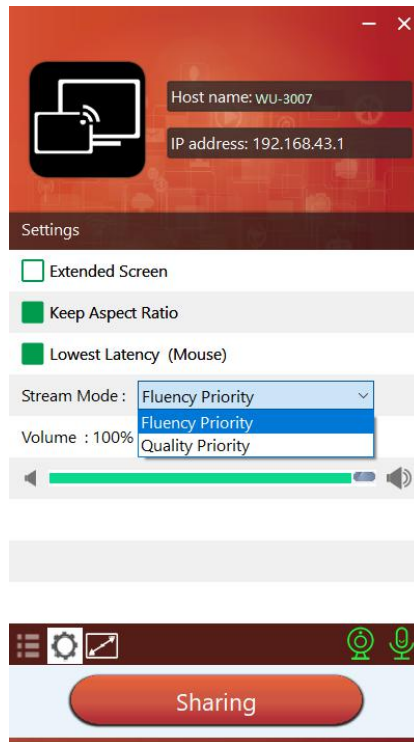 Host name: WU-3007
IP address: 192.168.43.1
Settings
Extended Screen
Keep Aspect Ratio
Lowest Latency (Mouse)
Stream Mode : Fluency Priority
Fluency Priority
Volume : 100%
Quality Priority
Sharing